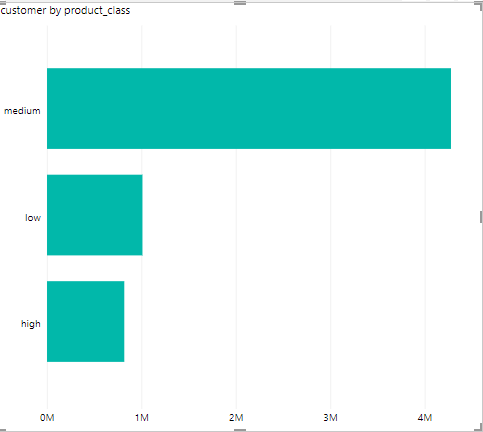 customer by product_class
medium
low
high
0M 1M 2M 3M 4M